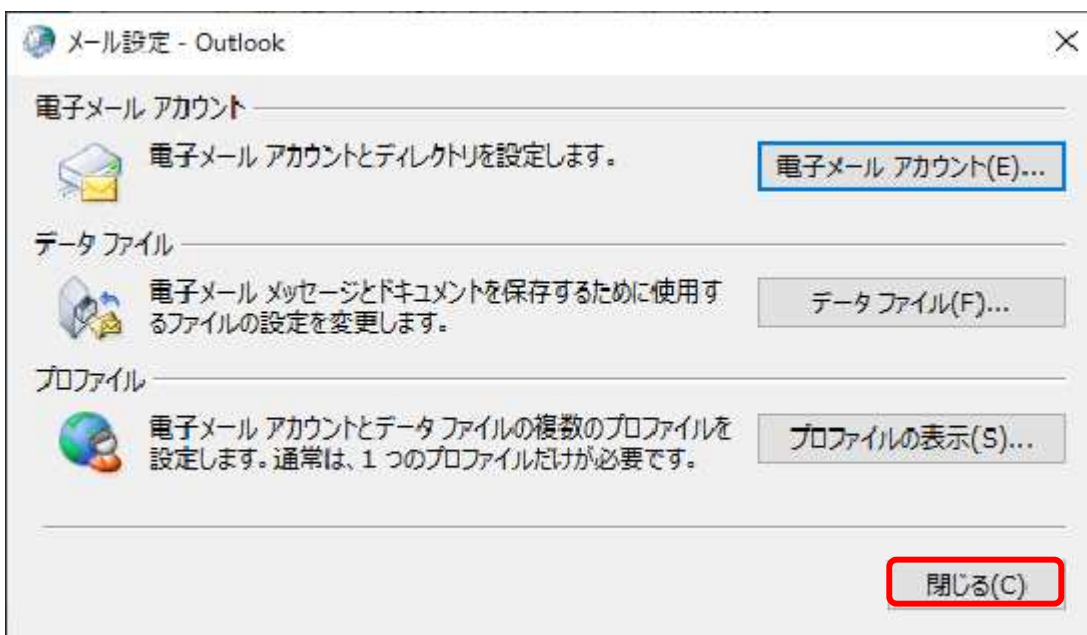 メール設定 - Outlook
電子メール アカウント
電子メール アカウントとディレクトリを設定します。
電子メール アカウント(E)...
データ ファイル
電子メール メッセージとドキュメントを保存するために使用す
るファイルの設定を変更します。
データ ファイル(F)...
プロファイル
電子メール アカウントとデータ ファイルの複数のプロファイルを
設定します。通常は、1 つのプロファイルだけが必要です。
プロファイルの表示(S)...
閉じる(C)